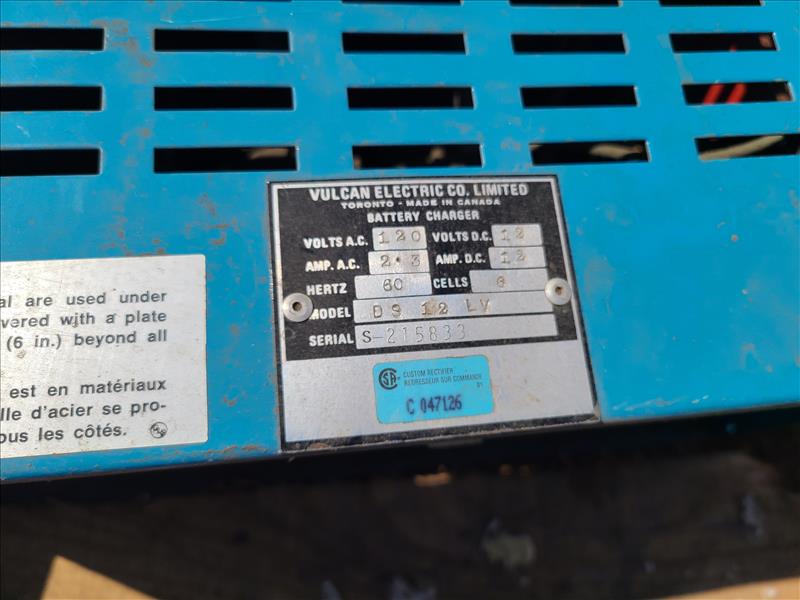 VULCAN ELECTRIC CO. LIMITED
TORONTO - MADE IN CANADA
BATTERY CHARGER
VOLTS A.C. 120 VOLTS D.C. 12
AMP. A.C. 2.3 AMP. D.C. 12
HERTZ 60 CELLS 6
MODEL DS 12 LV
SERIAL S-215833
CUSTOM RECTIFIER
REDRESSEUR SUR COMMANDE
C 047126
al are used under
vered with a plate
(6 in.) beyond all
est en matériaux
lle d'acier se pro-
ous les côtés.